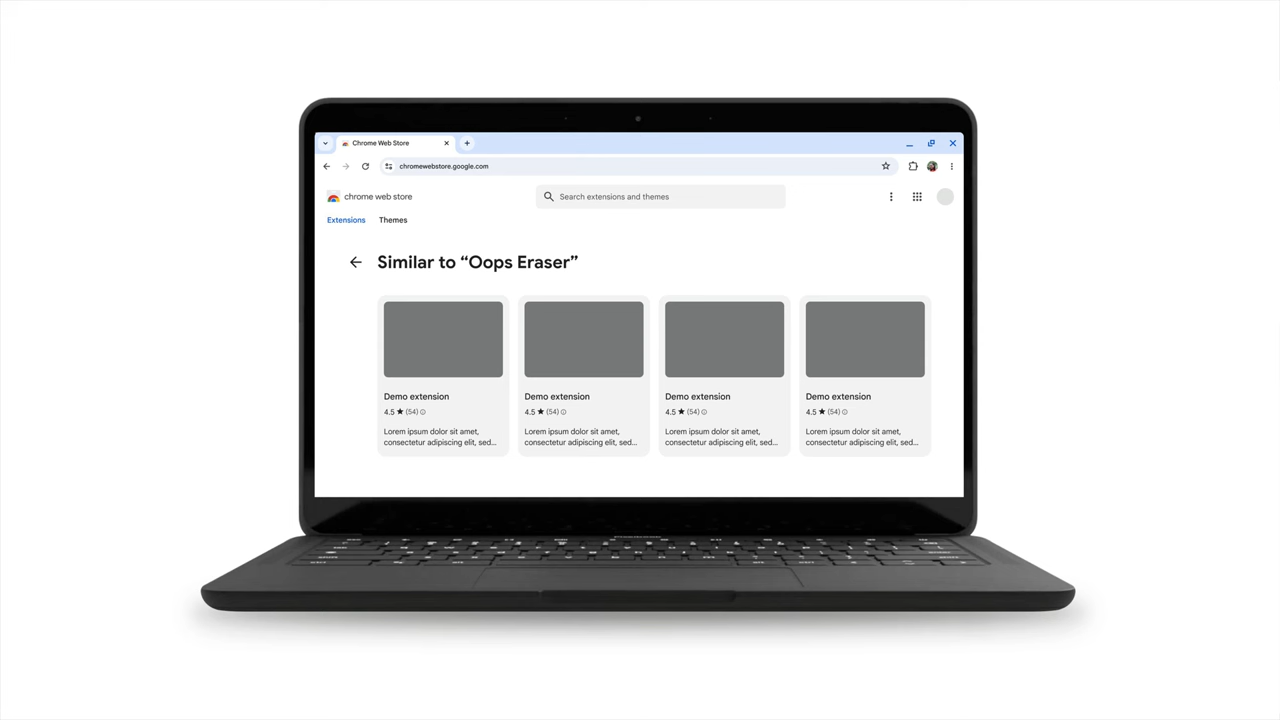 Chrome Web Store
chromewebstore.google.com
chrome web store
Search extensions and themes
Extensions Themes
Similar to “Oops Eraser”
Demo extension
4.5 ★ (54)
Lorem ipsum dolor sit amet,
consectetur adipiscing elit, sed...
Demo extension
4.5 ★ (54)
Lorem ipsum dolor sit amet,
consectetur adipiscing elit, sed...
Demo extension
4.5 ★ (54)
Lorem ipsum dolor sit amet,
consectetur adipiscing elit, sed...
Demo extension
4.5 ★ (54)
Lorem ipsum dolor sit amet,
consectetur adipiscing elit, sed...